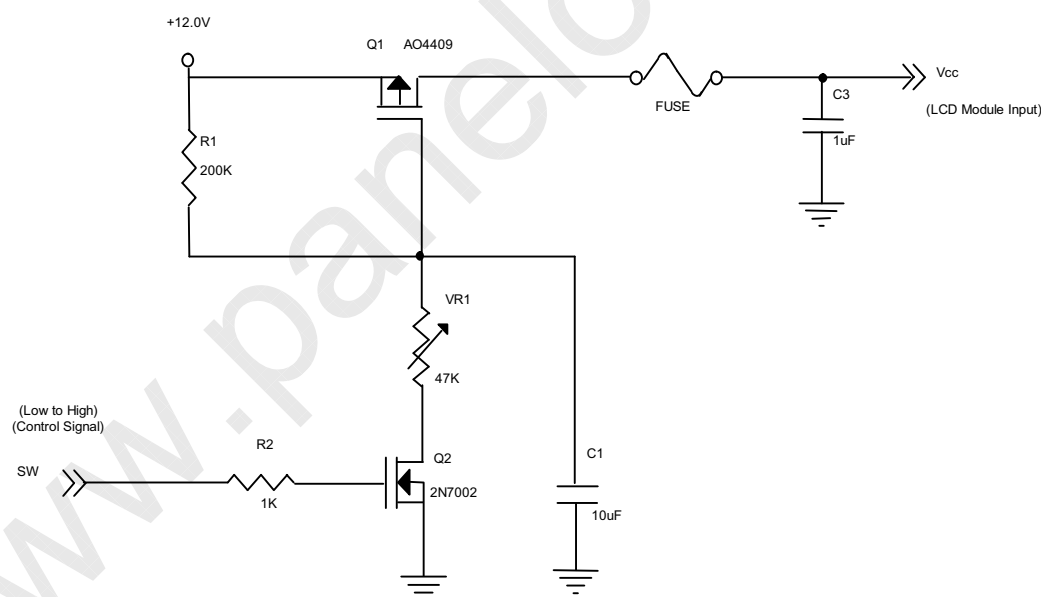 +12.0V
Q1 AO4409
Vcc
C3
FUSE
(LCD Module Input)
R1
1uF
200K
VR1
47K
(Low to High)
(Control Signal)
R2
Q2
C1
SW
2N7002
1K
10uF
www.panelo